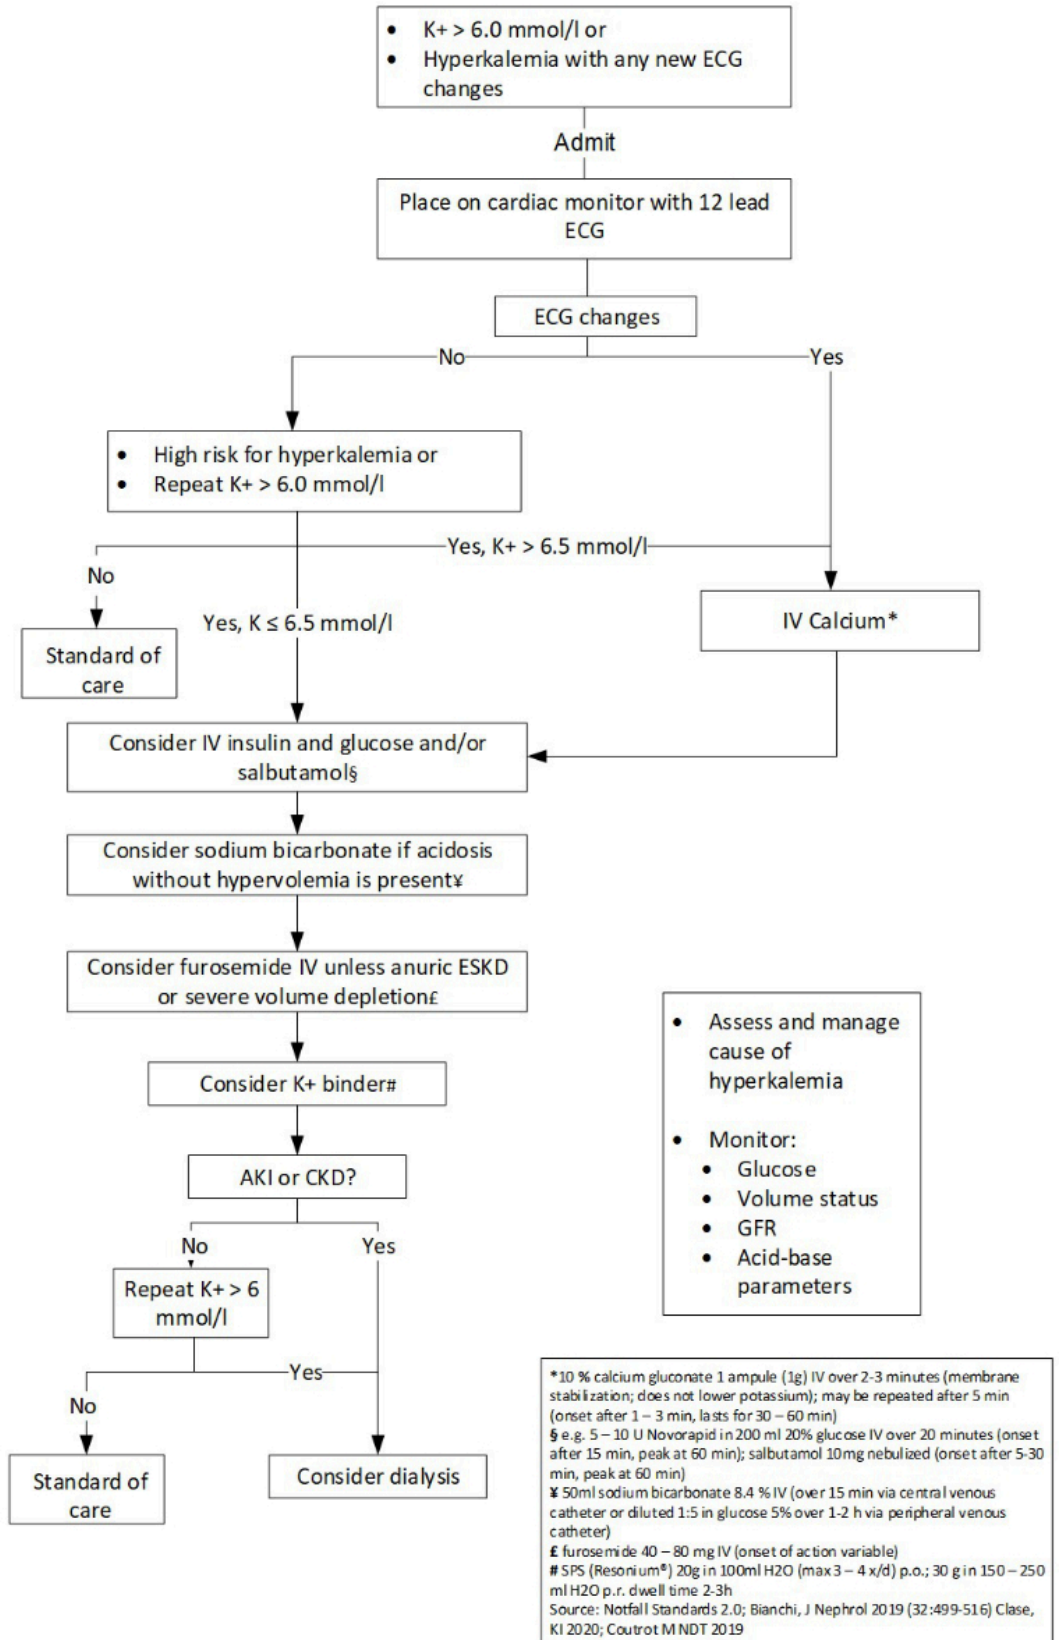 • K+ > 6.0 mmol/l or
• Hyperkalemia with any new ECG
changes
Admit
Place on cardiac monitor with 12 lead
ECG
ECG changes
No
Yes
• High risk for hyperkalemia or
• Repeat K+ > 6.0 mmol/l
Yes, K+ > 6.5 mmol/l
No
Yes, K ≤ 6.5 mmol/l
IV Calcium*
Standard of
care
Consider IV insulin and glucose and/or
salbutamol§
Consider sodium bicarbonate if acidosis
without hypervolemia is present¥
Consider furosemide IV unless anuric ESKD
or severe volume depletion£
Consider K+ binder#
AKI or CKD?
No
Yes
Repeat K+ > 6
mmol/l
Yes
No
Standard of
care
Consider dialysis
• Assess and manage
cause of
hyperkalemia
• Monitor:
• Glucose
• Volume status
• GFR
• Acid-base
parameters
*10 % calcium gluconate 1 ampule (1g) IV over 2-3 minutes (membrane
stabilization; does not lower potassium); may be repeated after 5 min
(onset after 1 – 3 min, lasts for 30 – 60 min)
§ e.g. 5 – 10 U Novorapid in 200 ml 20% glucose IV over 20 minutes (onset
after 15 min, peak at 60 min); salbutamol 10mg nebulized (onset after 5-30
min, peak at 60 min)
¥ 50ml sodium bicarbonate 8.4 % IV (over 15 min via central venous
catheter or diluted 1:5 in glucose 5% over 1-2 h via peripheral venous
catheter)
£ furosemide 40 – 80 mg IV (onset of action variable)
# SPS (Resonium®) 20g in 100ml H2O (max 3 – 4 x/d) p.o.; 30 g in 150 – 250
ml H2O p.r. dwell time 2-3h
Source: Notfall Standards 2.0; Bianchi, J Nephrol 2019 (32:499-516) Clase,
KI 2020; Coutrot M NDT 2019